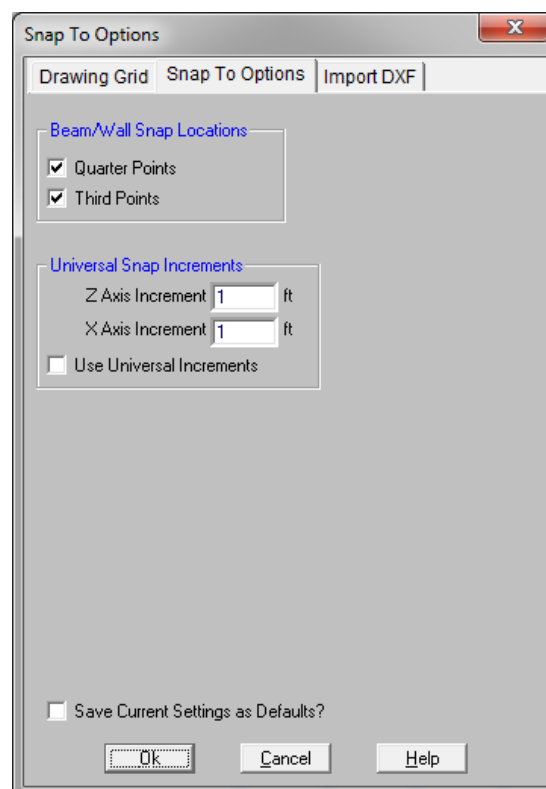 Snap To Options
Drawing Grid Snap To Options Import DXF
Beam/Wall Snap Locations
Quarter Points
Third Points
Universal Snap Increments
Z Axis Increment 1 ft
X Axis Increment 1 ft
Use Universal Increments
Save Current Settings as Defaults?
Ok Cancel Help